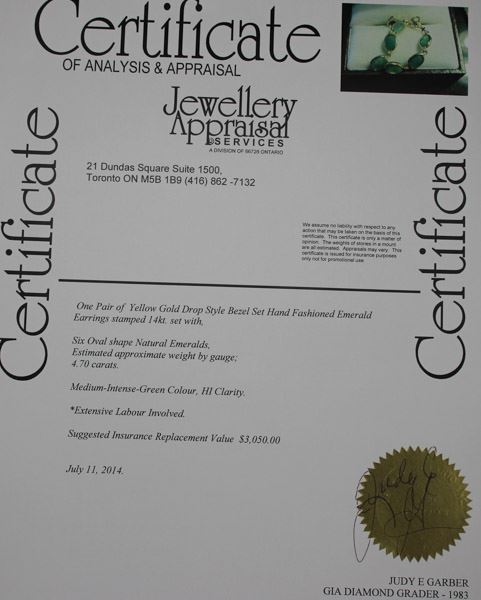 Certificate
OF ANALYSIS & APPRAISAL
Jewellery
Appraisal
SERVICES
A DIVISION OF 56725 ONTARIO
21 Dundas Square Suite 1500,
Toronto ON M5B 1B9 (416) 862 -7132
Certificate
Certificate
We assume no liability with respect to any
action that may be taken on the basis of this
certificate. This certificate is only a matter of
opinion. The weights of stones in a mount
are all estimated. Appraisals may vary. This
certificate is issued for insurance purposes
only not for promotional use
One Pair of Yellow Gold Drop Style Bezel Set Hand Fashioned Emerald
Earrings stamped 14kt. set with,
Six Oval shape Natural Emeralds,
Estimated approximate weight by gauge;
4.70 carats.
Medium-Intense-Green Colour, HI Clarity.
*Extensive Labour Involved.
Suggested Insurance Replacement Value $3,050.00
July 11, 2014.
JUDY E GARBER
GIA DIAMOND GRADER - 1983